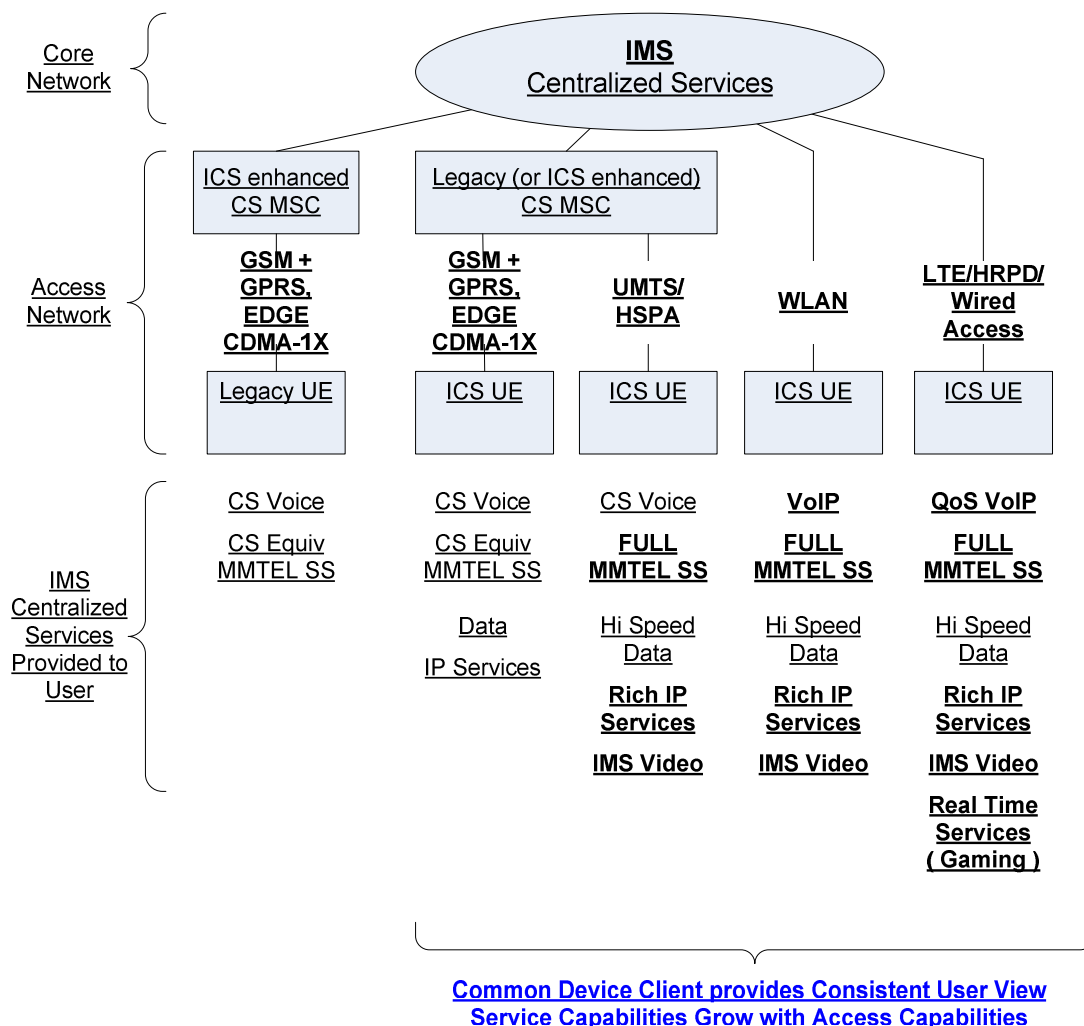 Core
Network
IMS
Centralized Services
ICS enhanced
CS MSC
Legacy (or ICS enhanced)
CS MSC
Access
Network
GSM +
GPRS,
EDGE
CDMA-1X
GSM +
GPRS,
EDGE
CDMA-1X
UMTS/
HSPA
WLAN
LTE/HRPD/
Wired
Access
Legacy UE
ICS UE
ICS UE
ICS UE
ICS UE
IMS
Centralized
Services
Provided to
User
CS Voice
CS Equiv
MMTEL SS
CS Voice
CS Equiv
MMTEL SS
Data
IP Services
CS Voice
FULL
MMTEL SS
Hi Speed
Data
Rich IP
Services
IMS Video
VoIP
FULL
MMTEL SS
Hi Speed
Data
Rich IP
Services
IMS Video
QoS VoIP
FULL
MMTEL SS
Hi Speed
Data
Rich IP
Services
IMS Video
Real Time
Services
( Gaming )
Common Device Client provides Consistent User View
Service Capabilities Grow with Access Capabilities